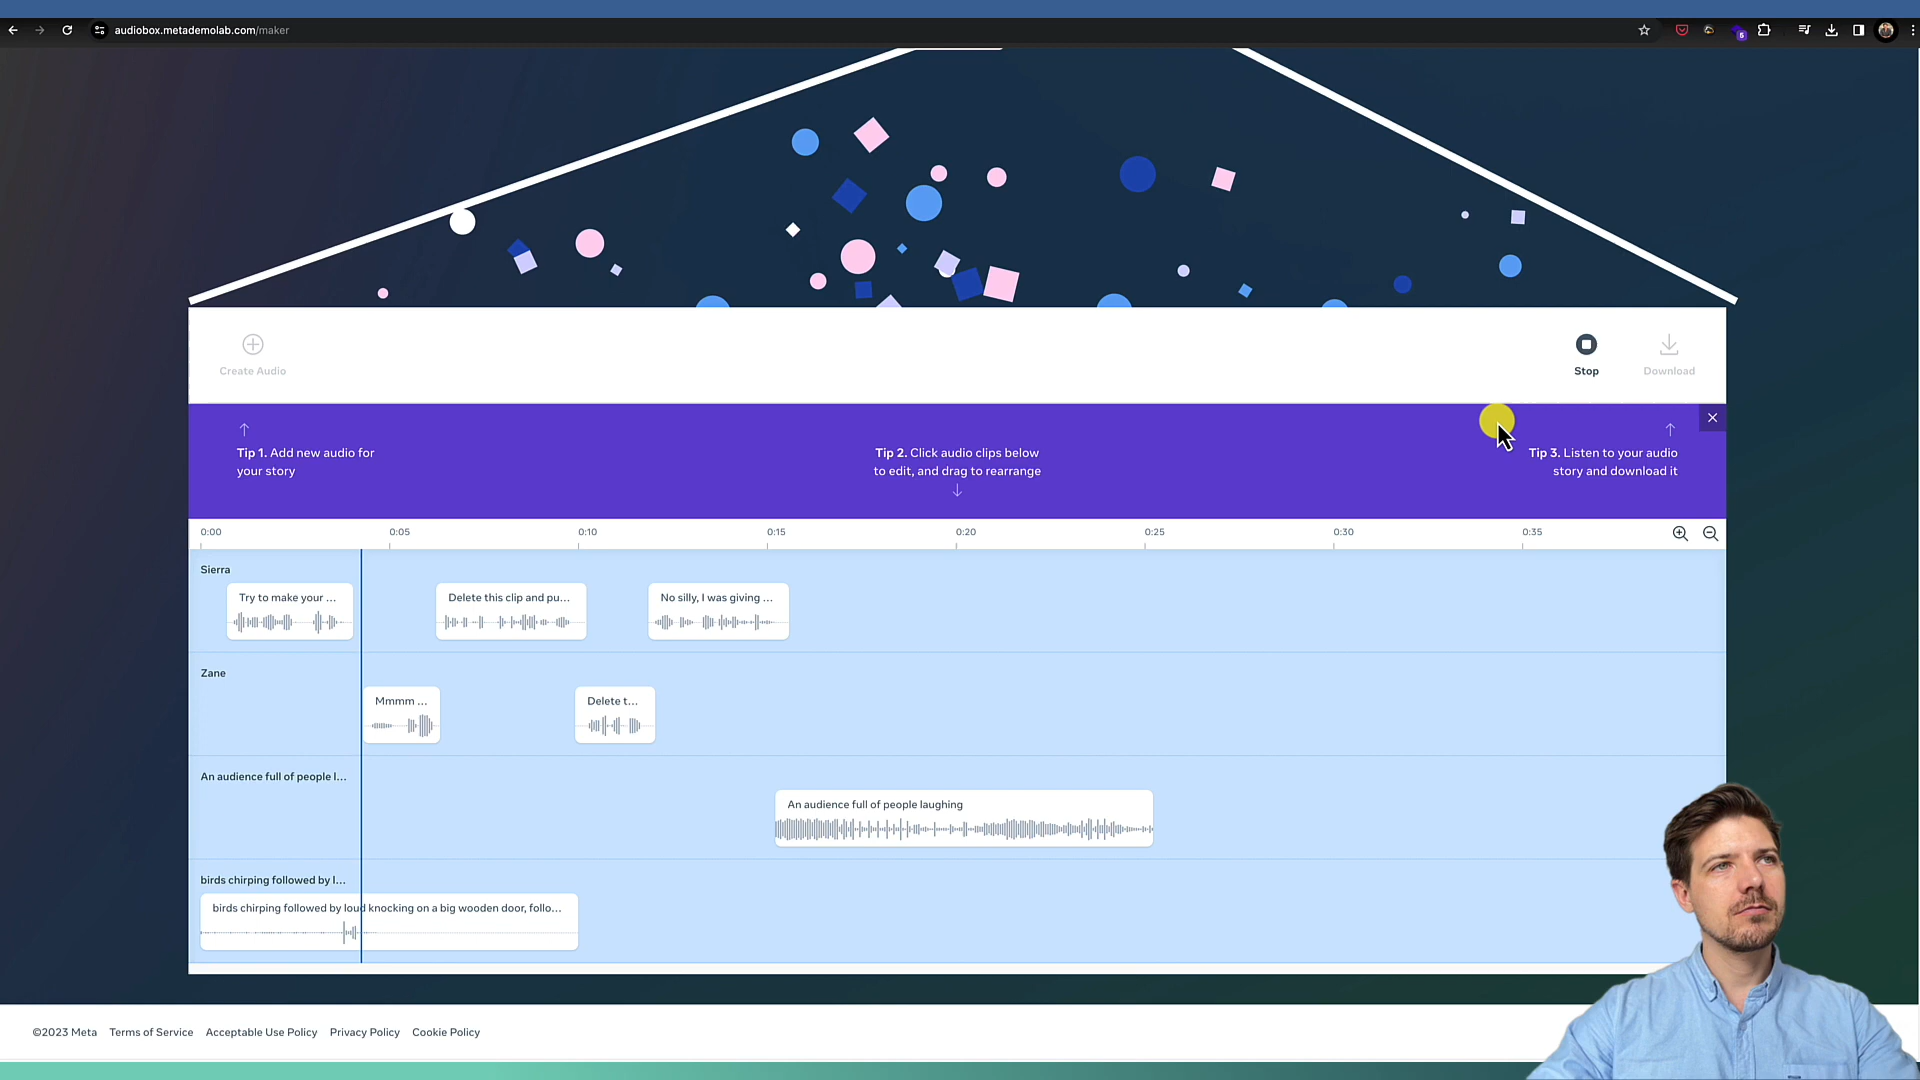 audiobox.metademolab.com/maker
5
Create Audio
Stop
Download
Tip 1. Add new audio for
your story
Tip 2. Click audio clips below
to edit, and drag to rearrange
Tip 3. Listen to your audio
story and download it
0:00
0:05
0:10
0:15
0:20
0:25
0:30
0:35
Sierra
Try to make your ...
Delete this clip and pu...
No silly, I was giving ...
Zane
Mmmm ...
Delete t...
An audience full of people l...
An audience full of people laughing
birds chirping followed by l...
birds chirping followed by loud knocking on a big wooden door, follo...
©2023 Meta
Terms of Service
Acceptable Use Policy
Privacy Policy
Cookie Policy